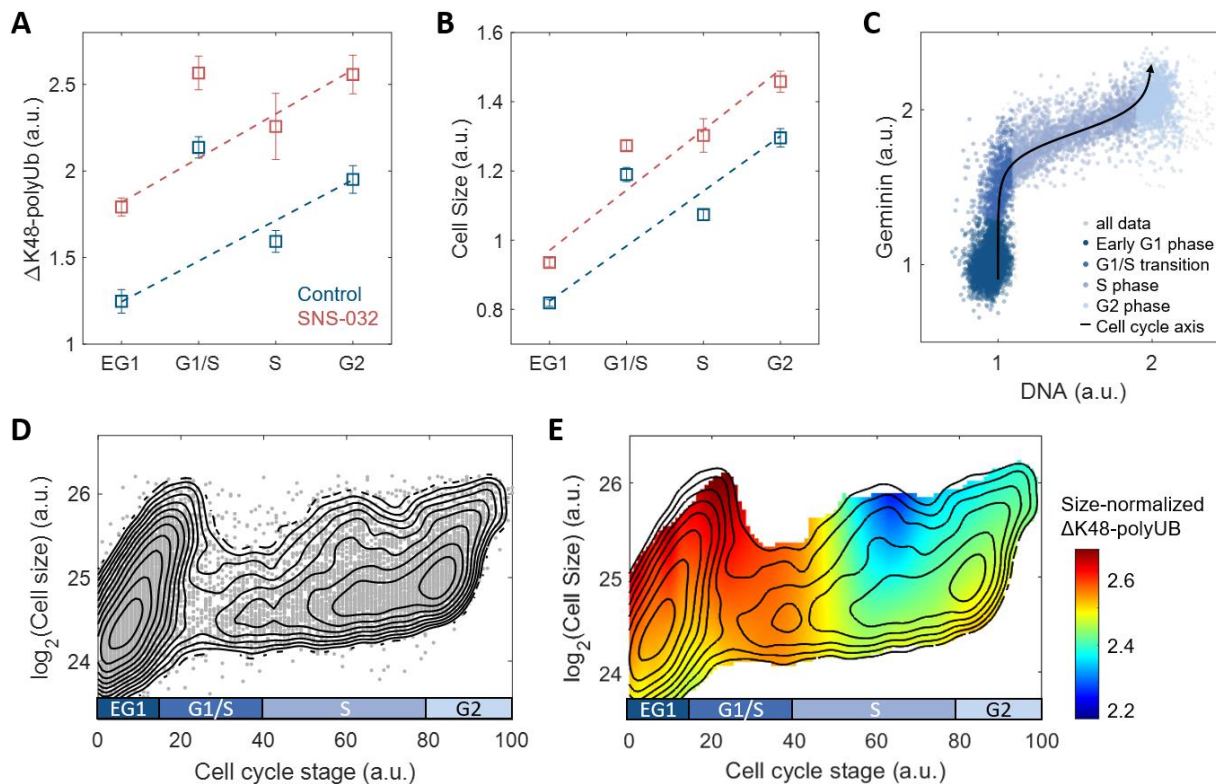 A
ΔK48-polyUb (a.u.)
2.5
2
1.5
1
Control
SNS-032
EG1 G1/S S G2
B
Cell Size (a.u.)
1.6
1.4
1.2
1
0.8
EG1 G1/S S G2
C
Geminin (a.u.)
2
1
all data
Early G1 phase
G1/S transition
S phase
G2 phase
Cell cycle axis
1 2
DNA (a.u.)
D
log2(Cell size) (a.u.)
26
25
24
EG1 G1/S S G2
0 20 40 60 80 100
Cell cycle stage (a.u.)
E
log2(Cell Size) (a.u.)
26
25
24
EG1 G1/S S G2
0 20 40 60 80 100
Cell cycle stage (a.u.)
Size-normalized
ΔK48-polyUB
2.6
2.4
2.2